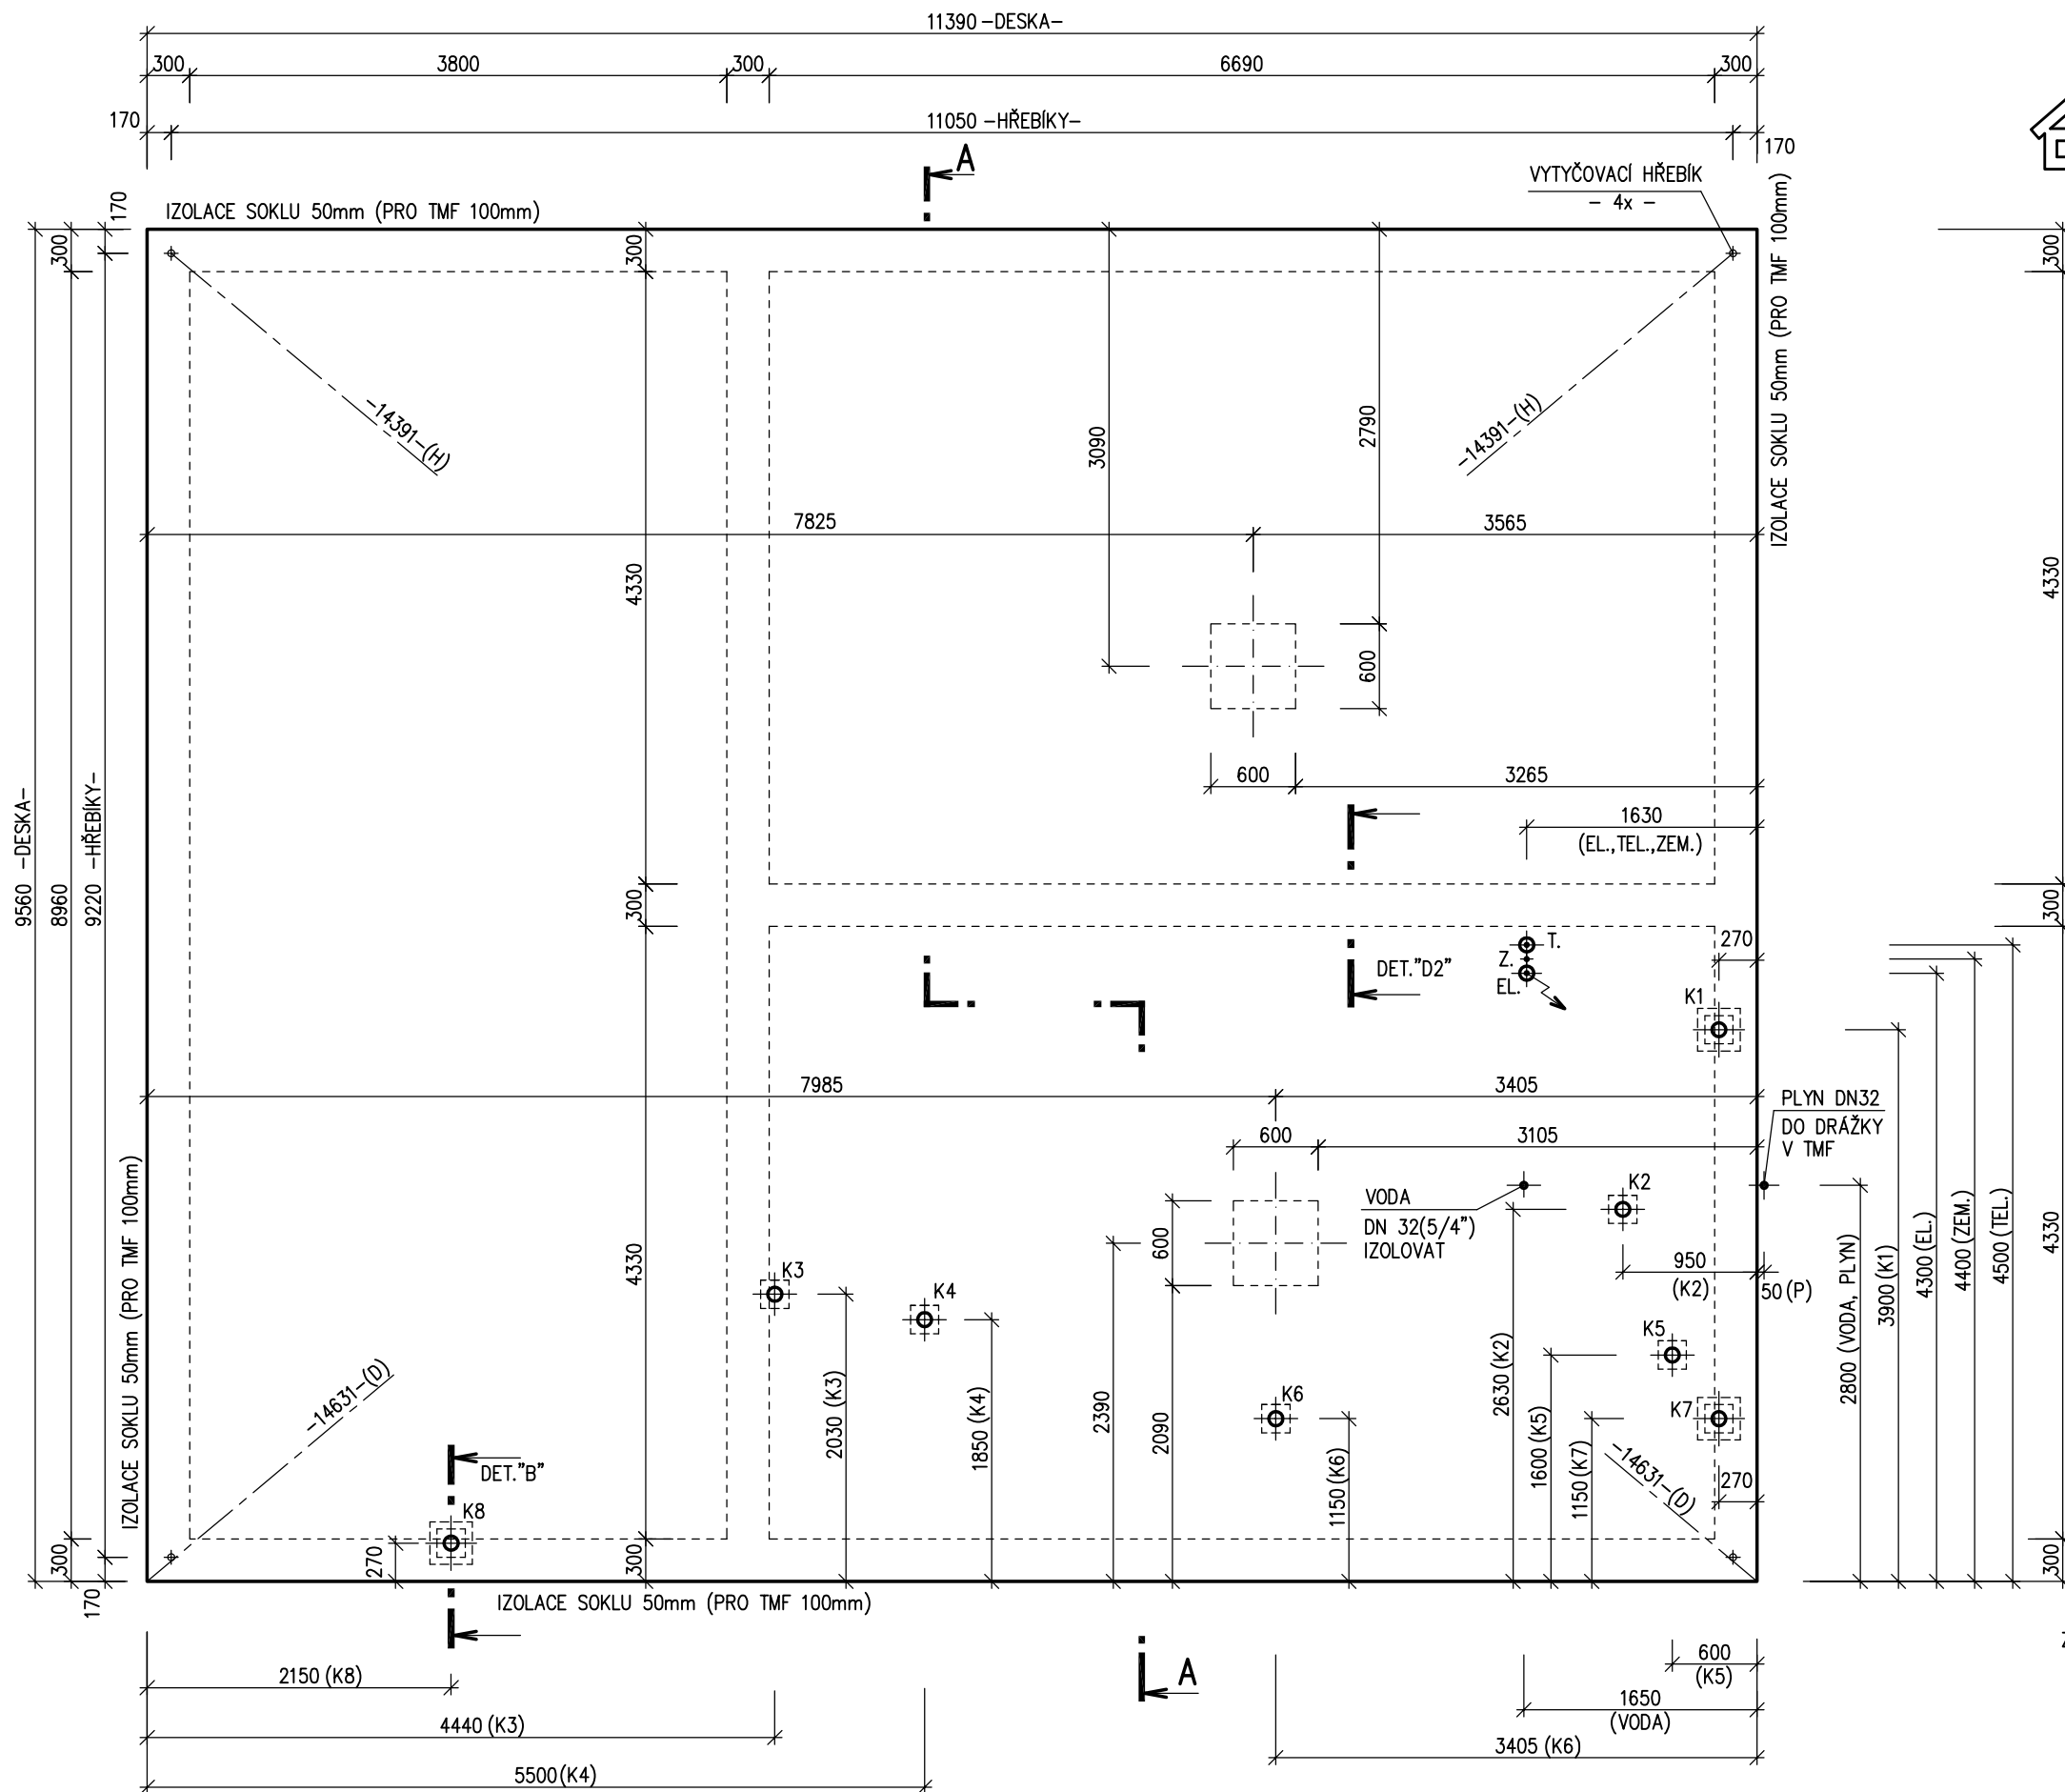 11390 –DESKA–
300
3800
300
6690
300
170
11050 –HŘEBÍKY–
170
A
VYTYČOVACÍ HŘEBÍK
– 4x –
170
IZOLACE SOKLU 50mm (PRO TMF 100mm)
IZOLACE SOKLU 50mm (PRO TMF 100mm)
300
300
300
–14391–(H)
–14391–(H)
3090
2790
7825
3565
4330
4330
600
600
3265
1630
(EL.,TEL.,ZEM.)
9560 –DESKA–
8960
9220 –HŘEBÍKY–
300
300
T.
Z.
EL.
270
DET."D2"
K1
7985
3405
PLYN DN32
DO DRÁŽKY
V TMF
600
3105
VODA
DN 32(5/4")
IZOLOVAT
K2
600
950
(K2)
50 (P)
2800 (VODA, PLYN)
3900 (K1)
4300 (EL.)
4400 (ZEM.)
4500 (TEL.)
4330
4330
IZOLACE SOKLU 50mm (PRO TMF 100mm)
K3
K4
K5
K6
K7
2030 (K3)
1850 (K4)
2390
2090
1150 (K6)
2630 (K2)
1600 (K5)
1150 (K7)
–14631–(D)
–14631–(D)
270
DET."B"
K8
270
300
300
300
170
IZOLACE SOKLU 50mm (PRO TMF 100mm)
A
2150 (K8)
600
(K5)
4440 (K3)
1650
(VODA)
3405 (K6)
5500 (K4)